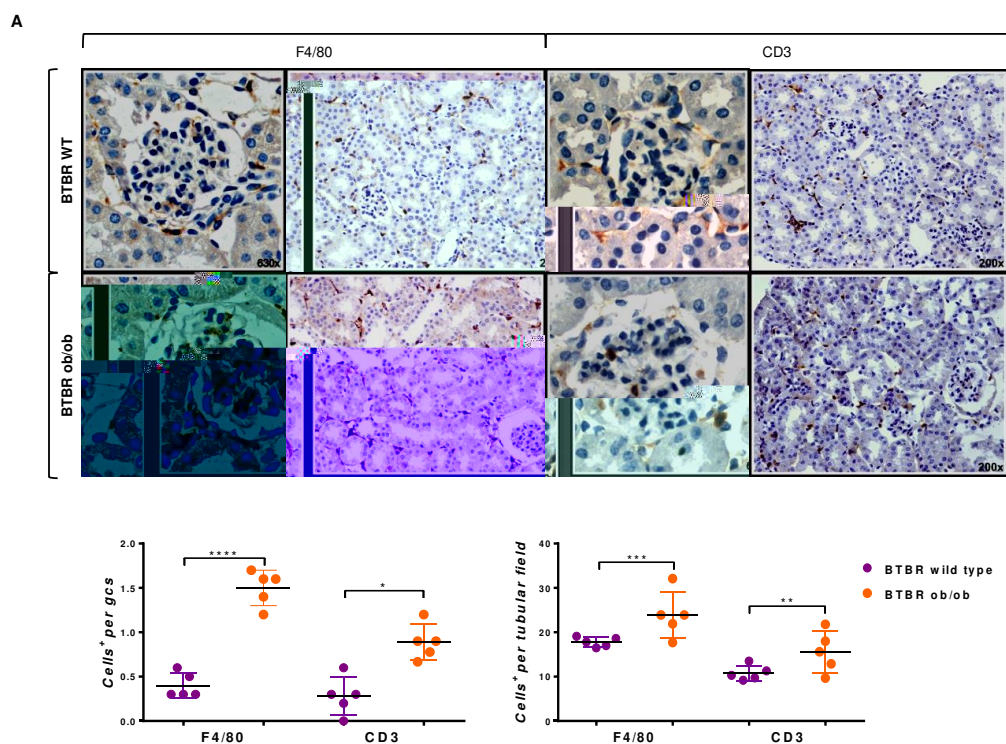 A
F4/80
CD3
BTBR WT
630x
2
200x
BTBR ob/ob
200x
2.0
1.5
1.0
0.5
0.0
Cells+ per gcs
****
*
F4/80
CD3
40
30
20
10
0
Cells+ per tubular field
***
**
F4/80
CD3
BTBR wild type
BTBR ob/ob